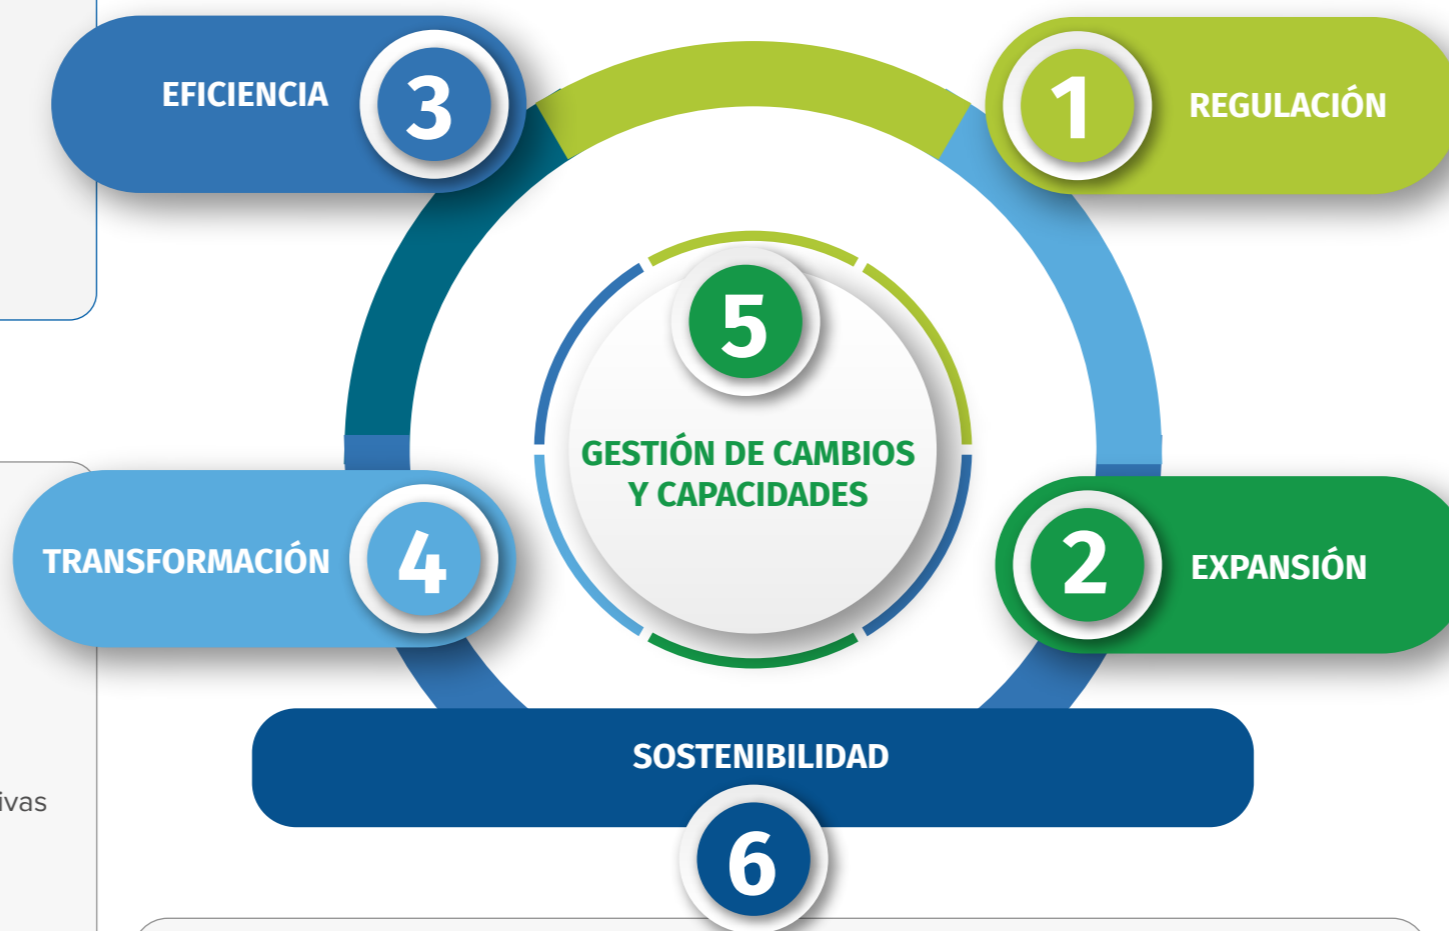 EFICIENCIA
3
1
REGULACIÓN
5
GESTIÓN DE CAMBIOS
Y CAPACIDADES
TRANSFORMACIÓN
4
2
EXPANSIÓN
SOSTENIBILIDAD
ivas
6